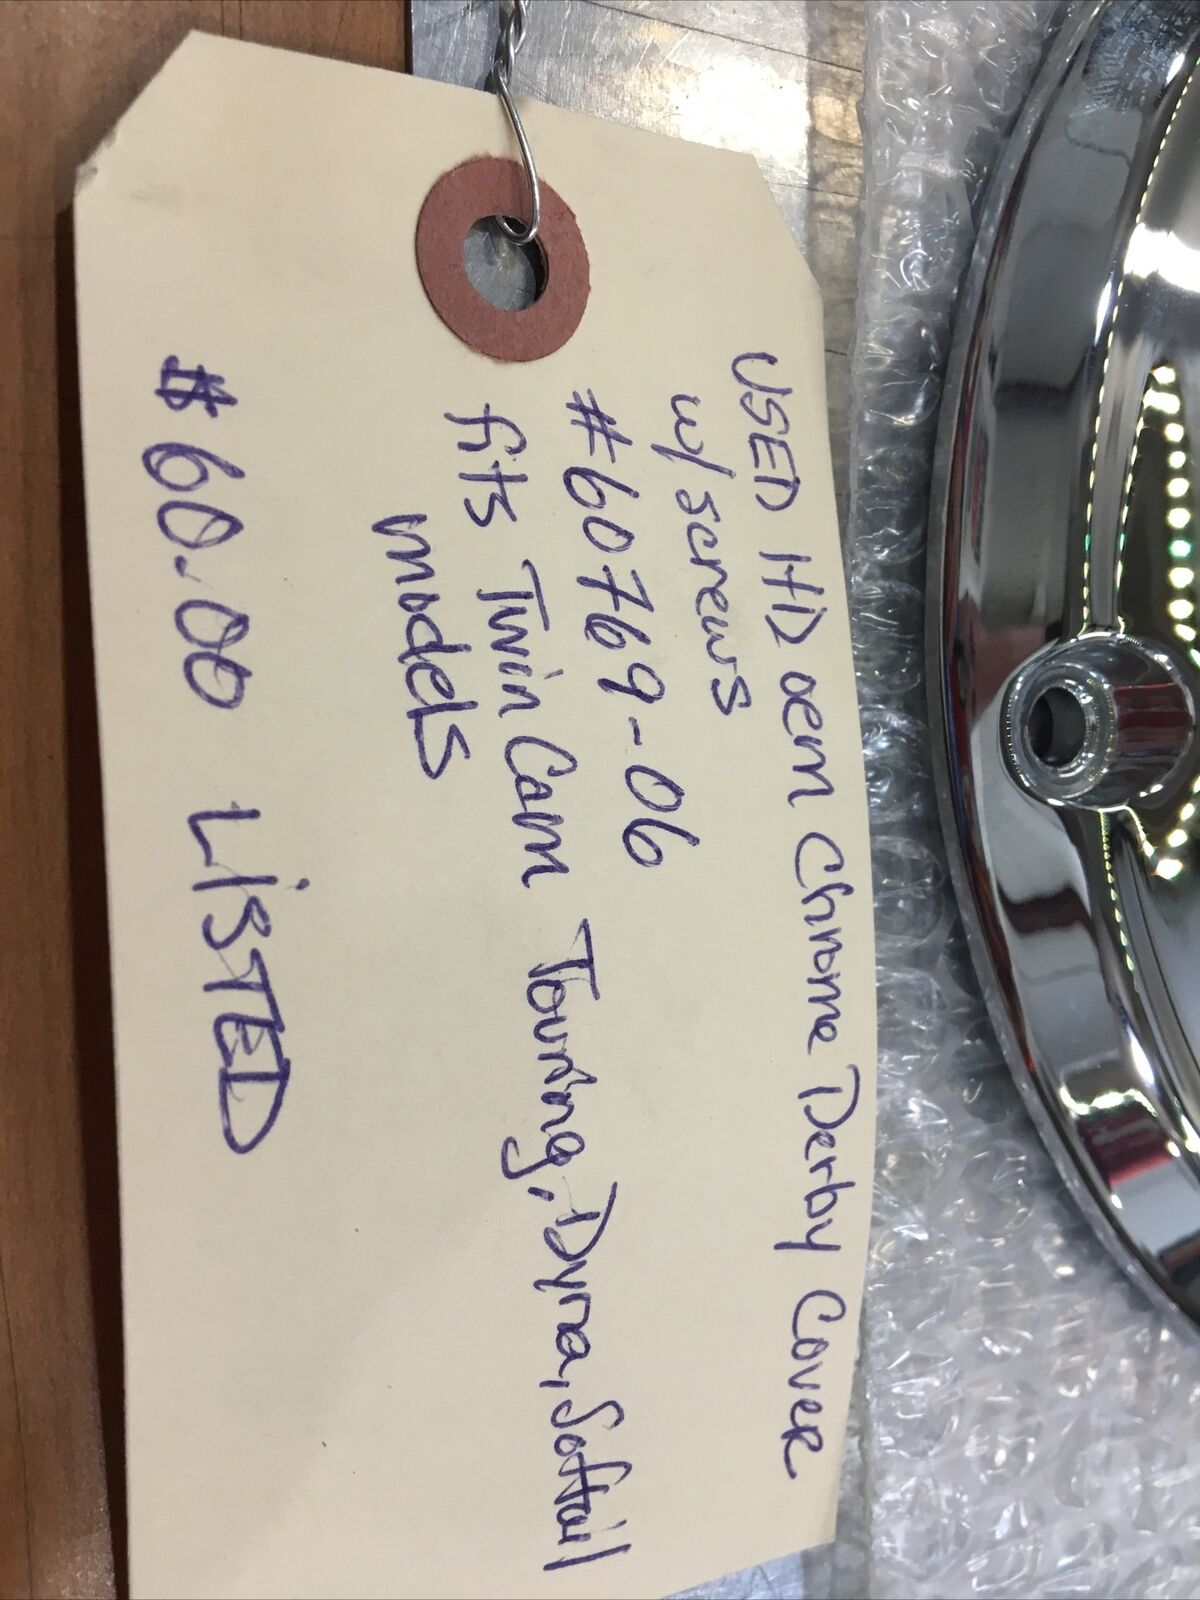 USED HD oem Chrome Derby Cover
w/ screws
#60769-06
fits Twin Cam Touring, Dyna, Softail
models
$60.00 LiSTED